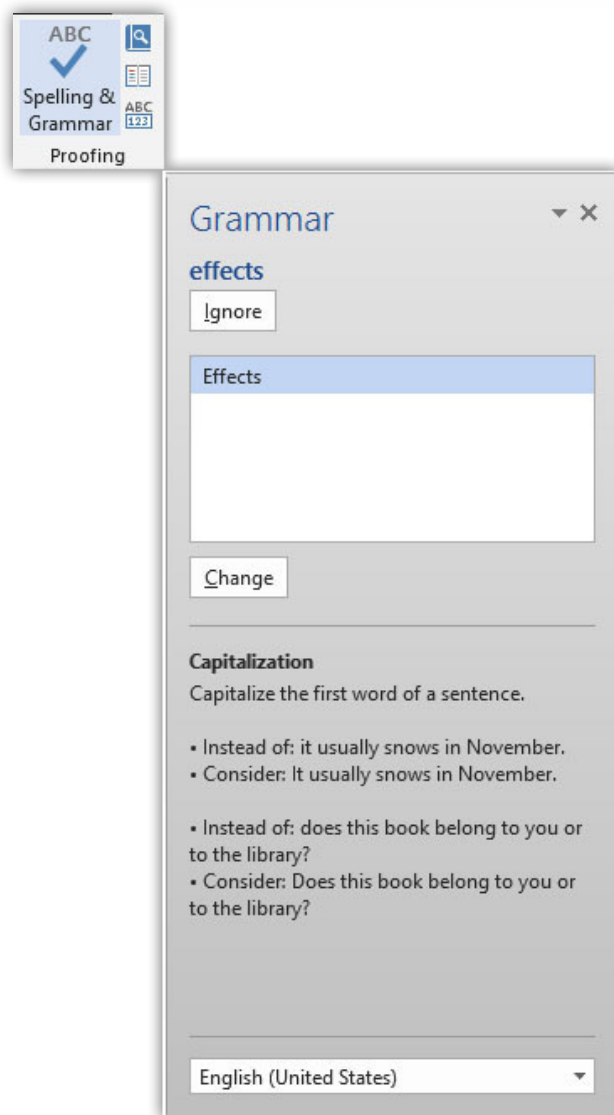 ABC
Spelling &
Grammar
ABC
123
Proofing
Grammar
effects
Ignore
Effects
Change
Capitalization
Capitalize the first word of a sentence.
• Instead of: it usually snows in November.
• Consider: It usually snows in November.
• Instead of: does this book belong to you or
to the library?
• Consider: Does this book belong to you or
to the library?
English (United States)